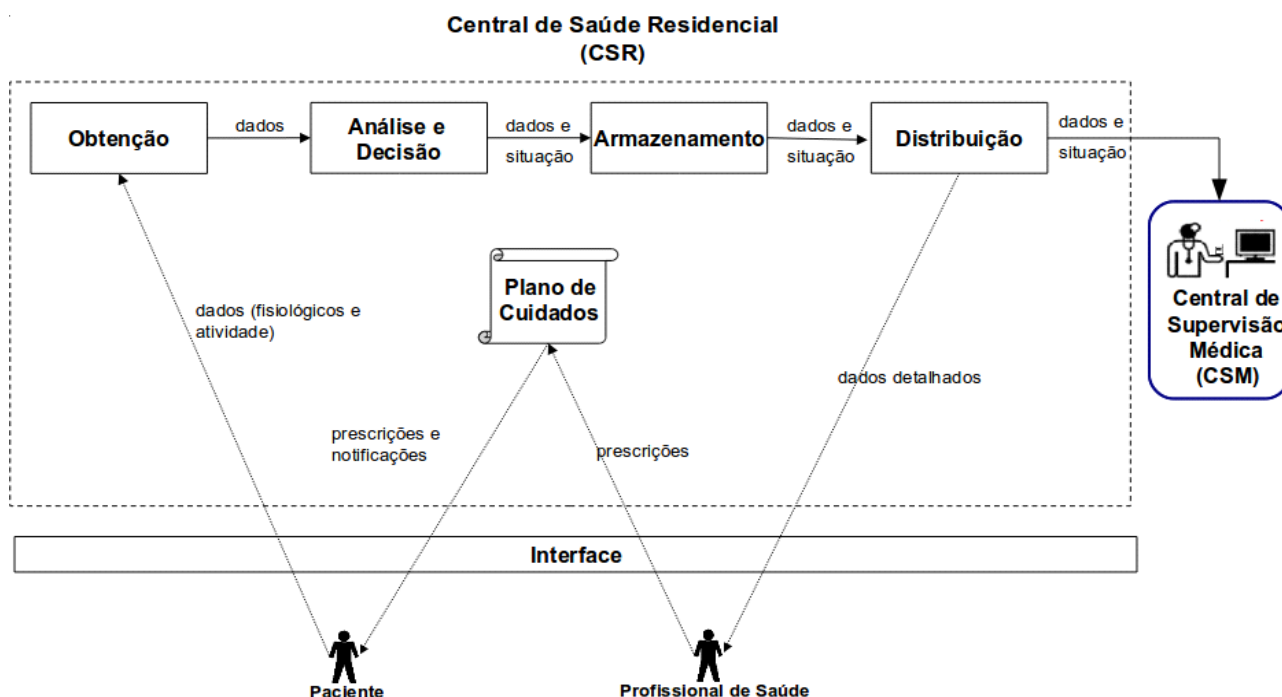 Central de Saúde Residencial
(CSR)
Obtenção
dados
Análise e
Decisão
dados e
situação
Armazenamento
dados e
situação
Distribuição
dados e
situação
Central de
Supervisão
Médica
(CSM)
Plano de
Cuidados
dados (fisiológicos e
atividade)
dados detalhados
prescrições e
notificações
prescrições
Interface
Paciente
Profissional de Saúde